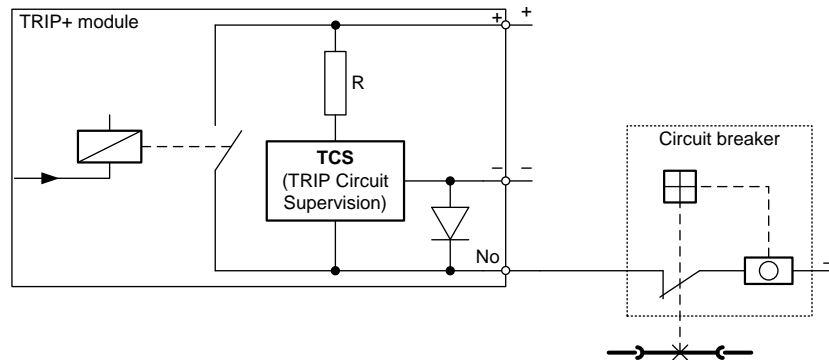 TRIP+ module
+ +
R
TCS
(TRIP Circuit
Supervision)
– –
No
Circuit breaker
–